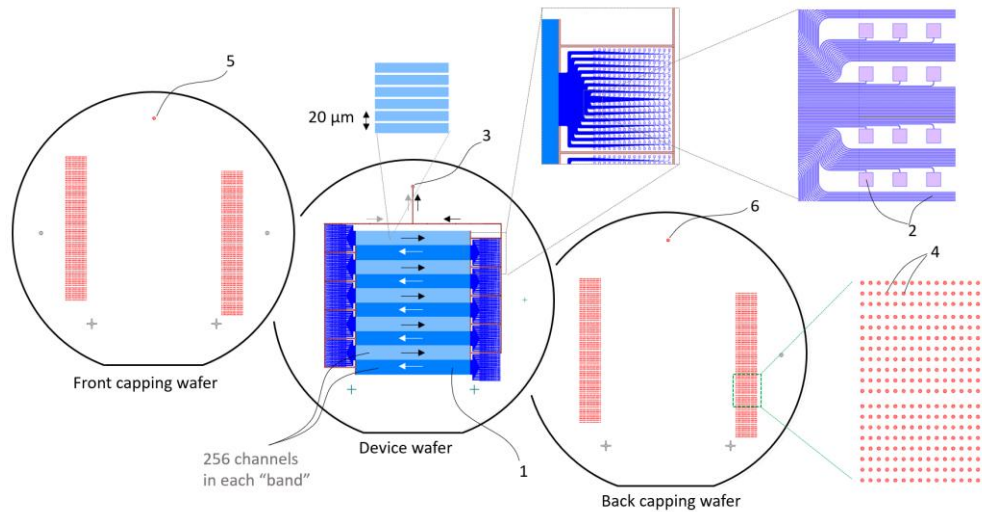 5
20 μm
3
2
6
4
Front capping wafer
Device wafer
256 channels
in each “band”
1
Back capping wafer